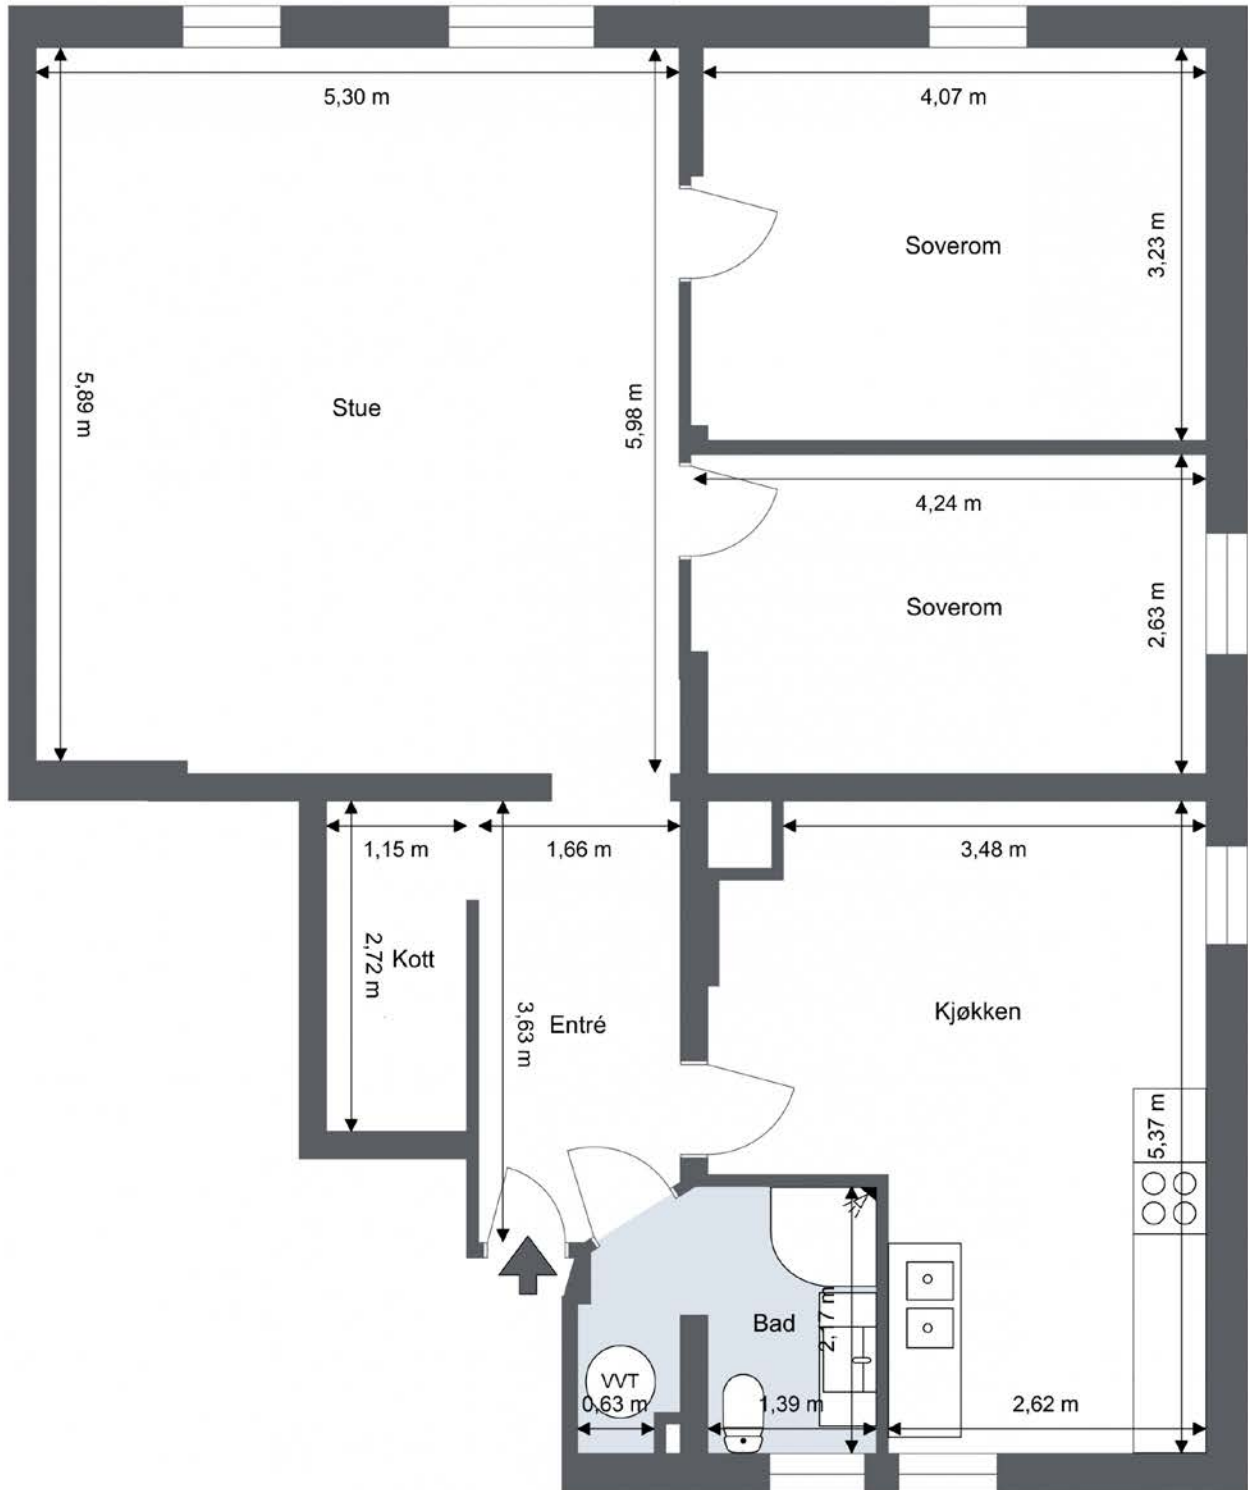 5,30 m
4,07 m
5,89 m
Stue
5,98 m
Soverom
3,23 m
4,24 m
Soverom
2,63 m
1,15 m
1,66 m
3,48 m
2,72 m
Kott
3,63 m
Entré
Kjøkken
5,37 m
Bad
2,17 m
VVT
0,63 m
1,39 m
2,62 m